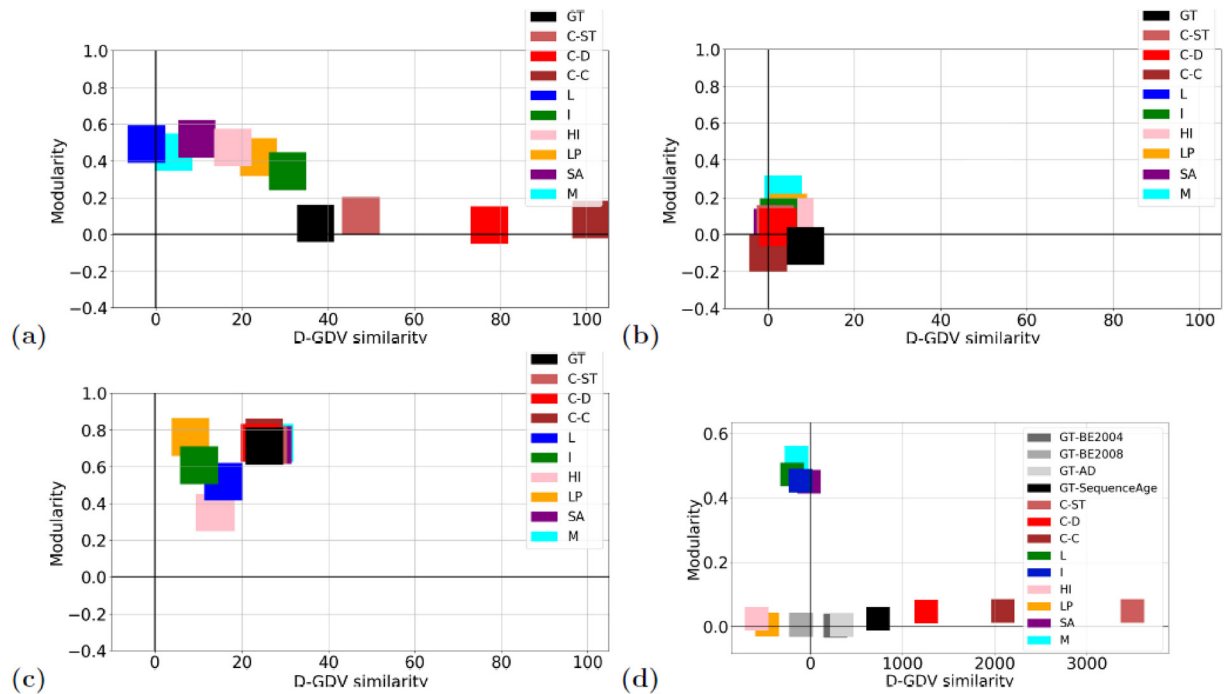 GT
C-ST
C-D
C-C
L
I
HI
LP
SA
M
1.0
0.8
0.6
0.4
0.2
0.0
−0.2
−0.4
Modularity
0 20 40 60 80 100
D-GDV similarity
(a)
GT
C-ST
C-D
C-C
L
I
HI
LP
SA
M
1.0
0.8
0.6
0.4
0.2
0.0
−0.2
−0.4
Modularity
0 20 40 60 80 100
D-GDV similarity
(b)
GT
C-ST
C-D
C-C
L
I
HI
LP
SA
M
1.0
0.8
0.6
0.4
0.2
0.0
−0.2
−0.4
Modularity
0 20 40 60 80 100
D-GDV similarity
(c)
GT-BE2004
GT-BE2008
GT-AD
GT-SequenceAge
C-ST
C-D
C-C
L
I
HI
LP
SA
M
0.6
0.4
0.2
0.0
Modularity
0 1000 2000 3000
D-GDV similarity
(d)